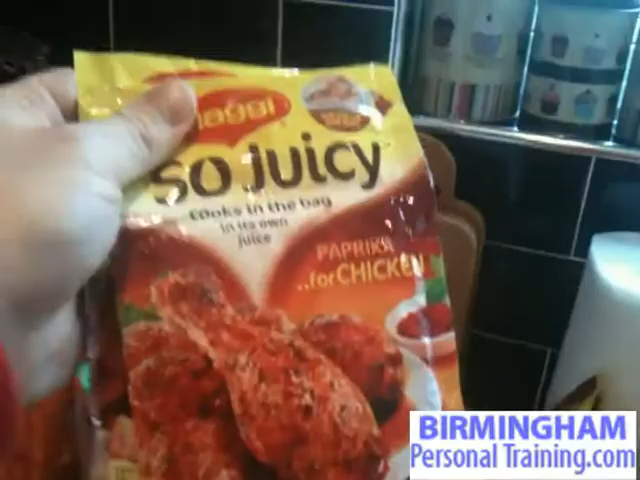 Maggi
SO JUICY
cooks in the bag
in its own
juice
PAPRIKA
..for CHICKEN
BIRMINGHAM
Personal Training.com